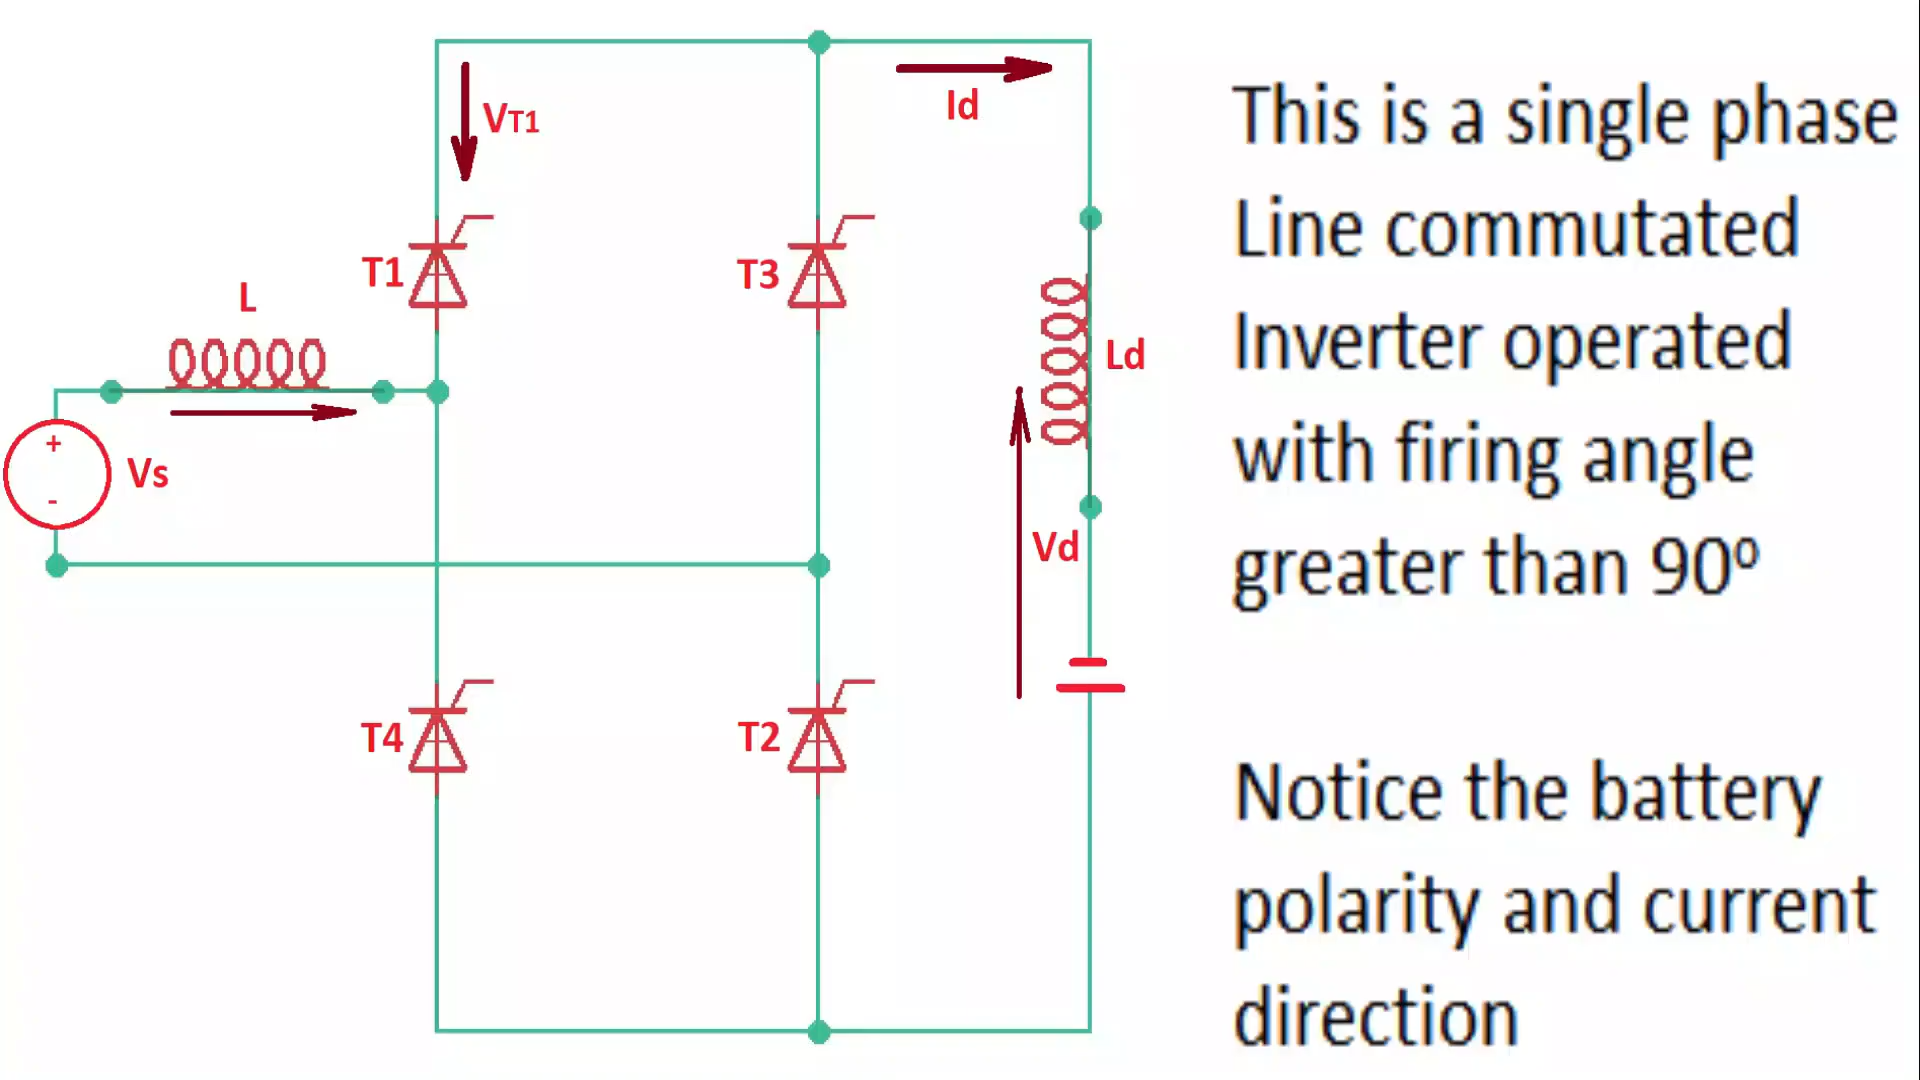 VT1
Id
T1
T3
L
Ld
+
Vs
-
Vd
T4
T2
This is a single phase
Line commutated
Inverter operated
with firing angle
greater than 90º
Notice the battery
polarity and current
direction